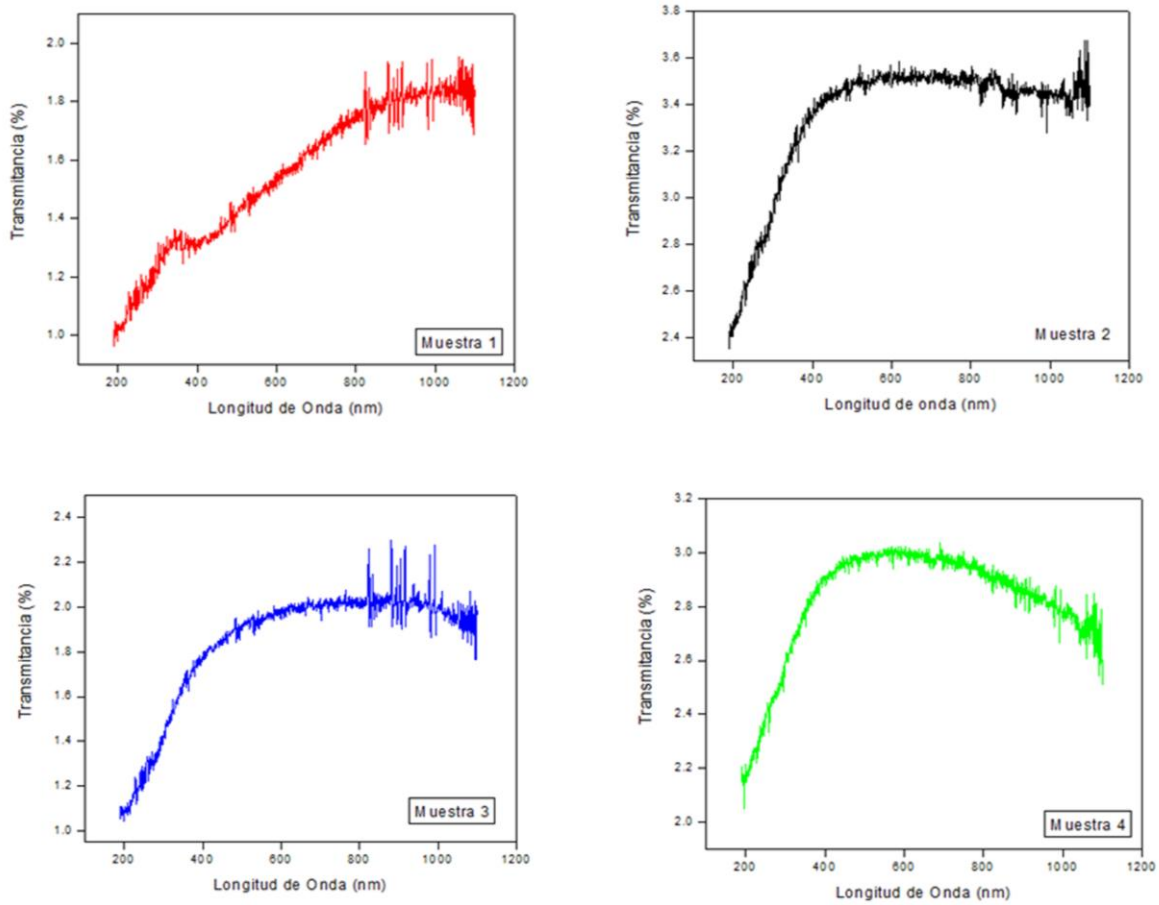 Transmitancia (%)
2.0
1.8
1.6
1.4
1.2
1.0
200 400 600 800 1000 1200
Longitud de Onda (nm)
Muestra 1
Transmitancia (%)
3.8
3.6
3.4
3.2
3.0
2.8
2.6
2.4
200 400 600 800 1000 1200
Longitud de onda (nm)
Muestra 2
Transmitancia (%)
2.4
2.2
2.0
1.8
1.6
1.4
1.2
1.0
200 400 600 800 1000 1200
Longitud de Onda (nm)
Muestra 3
Transmitancia (%)
3.2
3.0
2.8
2.6
2.4
2.2
2.0
200 400 600 800 1000 1200
Longitud de Onda (nm)
Muestra 4